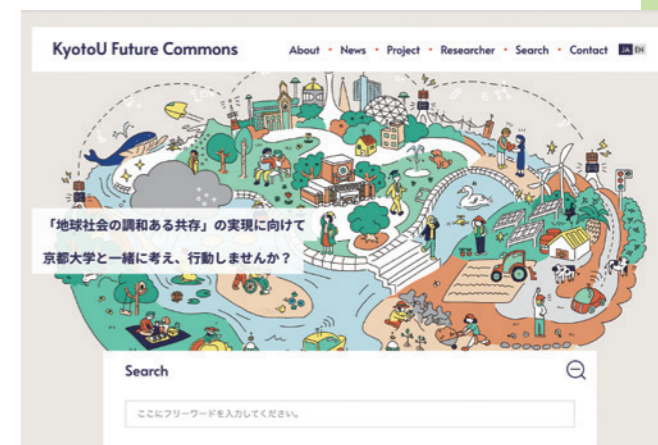 KyotoU Future Commons
About • News • Project • Researcher • Search • Contact JA EN
「地球社会の調和ある共存」の実現に向けて
京都大学と一緒に考え、行動しませんか？
Search
ここにフリーワードを入力してください。